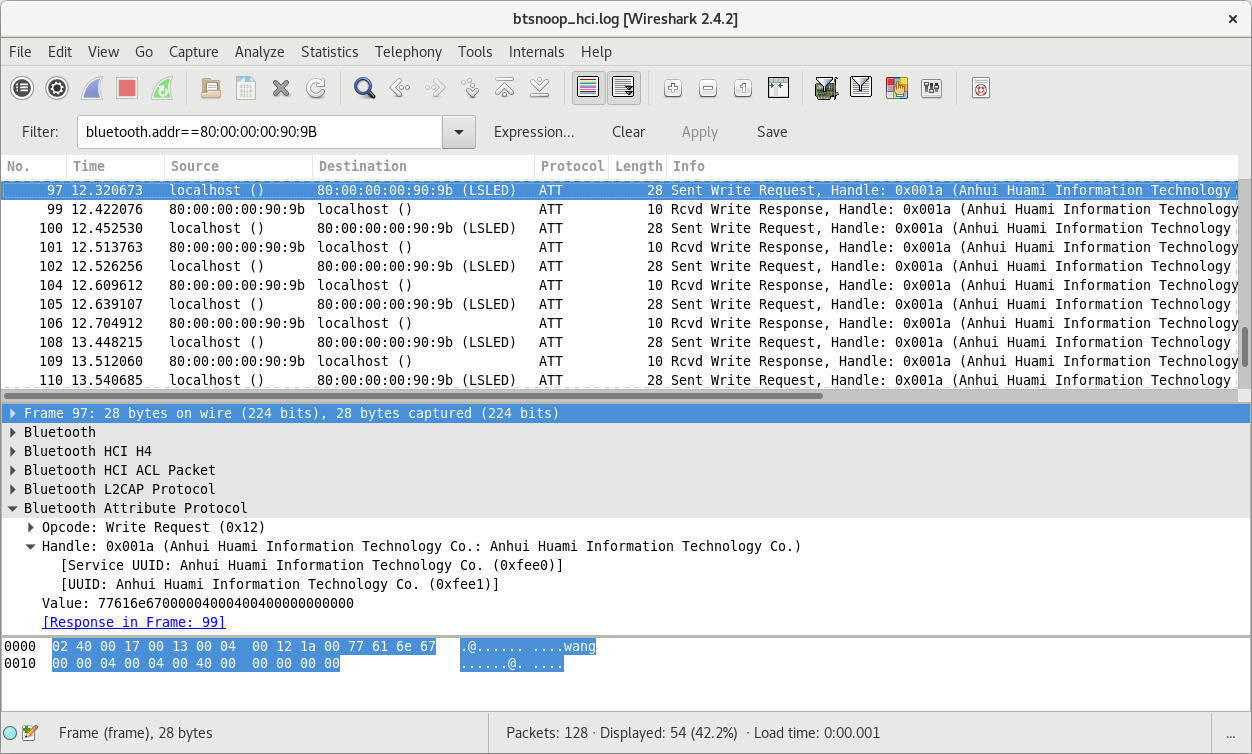 btsnoop_hci.log [Wireshark 2.4.2]
File Edit View Go Capture Analyze Statistics Telephony Tools Internals Help
Filter: bluetooth.addr==80:00:00:00:90:9B Expression... Clear Apply Save
No. Time Source Destination Protocol Length Info
97 12.320673 localhost () 80:00:00:00:90:9b (LSLED) ATT 28 Sent Write Request, Handle: 0x001a (Anhui Huami Information Technology
99 12.422076 80:00:00:00:90:9b localhost () ATT 10 Rcvd Write Response, Handle: 0x001a (Anhui Huami Information Technology
100 12.452530 localhost () 80:00:00:00:90:9b (LSLED) ATT 28 Sent Write Request, Handle: 0x001a (Anhui Huami Information Technology
101 12.513763 80:00:00:00:90:9b localhost () ATT 10 Rcvd Write Response, Handle: 0x001a (Anhui Huami Information Technology
102 12.526256 localhost () 80:00:00:00:90:9b (LSLED) ATT 28 Sent Write Request, Handle: 0x001a (Anhui Huami Information Technology
104 12.609612 80:00:00:00:90:9b localhost () ATT 10 Rcvd Write Response, Handle: 0x001a (Anhui Huami Information Technology
105 12.639107 localhost () 80:00:00:00:90:9b (LSLED) ATT 28 Sent Write Request, Handle: 0x001a (Anhui Huami Information Technology
106 12.704912 80:00:00:00:90:9b localhost () ATT 10 Rcvd Write Response, Handle: 0x001a (Anhui Huami Information Technology
108 13.448215 localhost () 80:00:00:00:90:9b (LSLED) ATT 28 Sent Write Request, Handle: 0x001a (Anhui Huami Information Technology
109 13.512060 80:00:00:00:90:9b localhost () ATT 10 Rcvd Write Response, Handle: 0x001a (Anhui Huami Information Technology
110 13.540685 localhost () 80:00:00:00:90:9b (LSLED) ATT 28 Sent Write Request, Handle: 0x001a (Anhui Huami Information Technology
Frame 97: 28 bytes on wire (224 bits), 28 bytes captured (224 bits)
Bluetooth
Bluetooth HCI H4
Bluetooth HCI ACL Packet
Bluetooth L2CAP Protocol
Bluetooth Attribute Protocol
Opcode: Write Request (0x12)
Handle: 0x001a (Anhui Huami Information Technology Co.: Anhui Huami Information Technology Co.)
[Service UUID: Anhui Huami Information Technology Co. (0xfee0)]
[UUID: Anhui Huami Information Technology Co. (0xfee1)]
Value: 77616e67000004000400400000000000
[Response in Frame: 99]
0000 02 40 00 17 00 13 00 04 00 12 1a 00 77 61 6e 67 .@...... ....wang
0010 00 00 04 00 04 00 40 00 00 00 00 00 ......@. ....
Frame (frame), 28 bytes Packets: 128 · Displayed: 54 (42.2%) · Load time: 0:00.001 ...